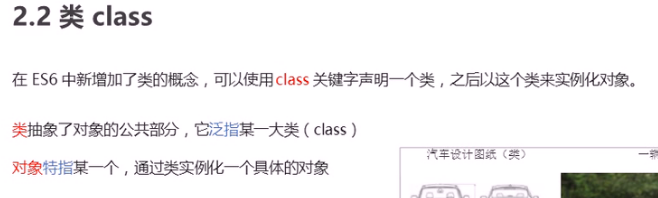 2.2 类 class
在 ES6 中新增加了类的概念，可以使用 class 关键字声明一个类，之后以这个类来实例化对象。
类抽象了对象的公共部分，它泛指某一大类（class）
对象特指某一个，通过类实例化一个具体的对象
汽车设计图纸（类）
一辆